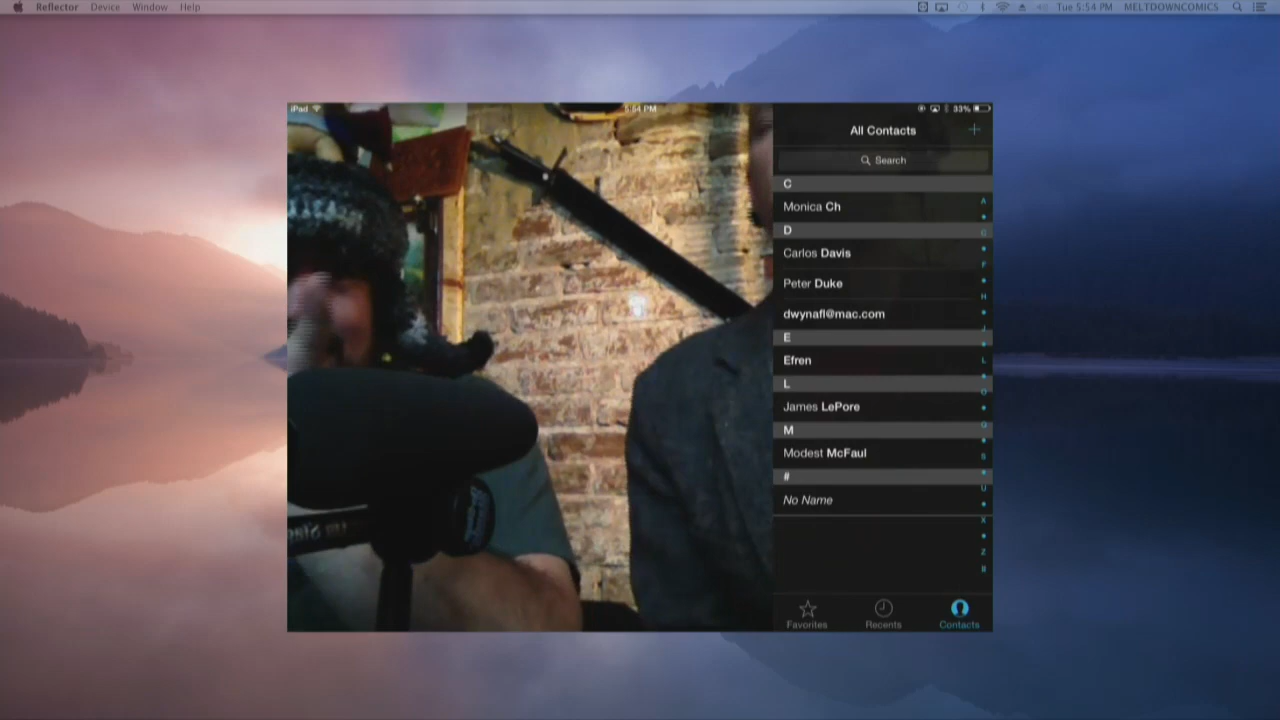 Reflector Device Window Help Tue 5:54 PM MELTDOWNCOMICS
iPad 5:54 PM 33%
All Contacts +
Search
C
Monica Ch
D
Carlos Davis
Peter Duke
dwynafl@mac.com
E
Efren
L
James LePore
M
Modest McFaul
#
No Name
Favorites Recents Contacts